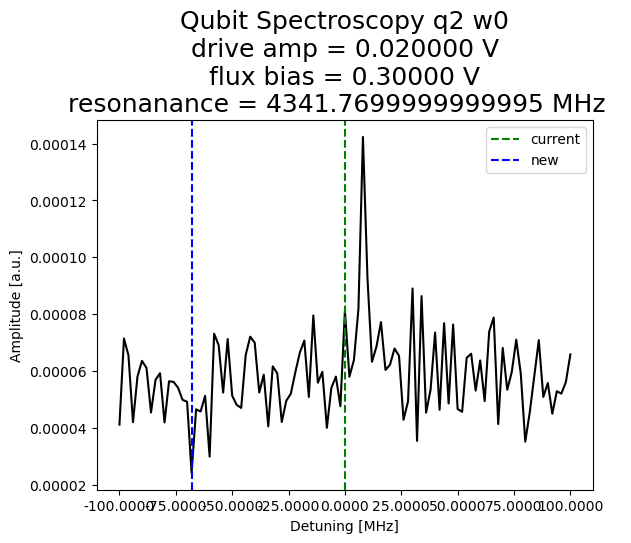 Qubit Spectroscopy q2 w0
drive amp = 0.020000 V
flux bias = 0.30000 V
resonanance = 4341.7699999999995 MHz
current
new
0.00014
0.00012
0.00010
0.00008
0.00006
0.00004
0.00002
Amplitude [a.u.]
-100.0000 -75.0000 -50.0000 -25.0000 0.0000 25.0000 50.0000 75.0000 100.0000
Detuning [MHz]